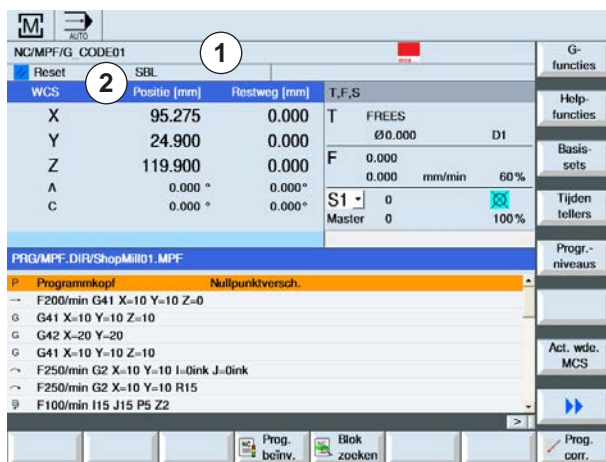 M AUTO
NC/MPF/G_CODE01
1
G-functies
Reset SBL
2
WCS Positie [mm] Restweg [mm] T,F,S
Help-functies
X 95.275 0.000 T FREES
Ø0.000 D1
Y 24.900 0.000
Basis-sets
Z 119.900 0.000 F 0.000
0.000 mm/min 60%
A 0.000 ° 0.000°
C 0.000 ° 0.000° S1 0
Master 0 100%
Tijden tellers
Progr.-niveaus
PRG/MPF.DIR/ShopMill01.MPF
P Programmkopf Nullpunktversch.
→ F200/min G41 X=10 Y=10 Z=0
G G41 X=10 Y=10 Z=10
G G42 X=20 Y=20
G G41 X=10 Y=10 Z=10
Act. wde. MCS
F250/min G2 X=10 Y=10 I=0ink J=0ink
F250/min G2 X=10 Y=10 R15
F100/min I15 J15 P5 Z2
>
NC Prog. beïnv.
NC Blok zoeken
Prog. corr.